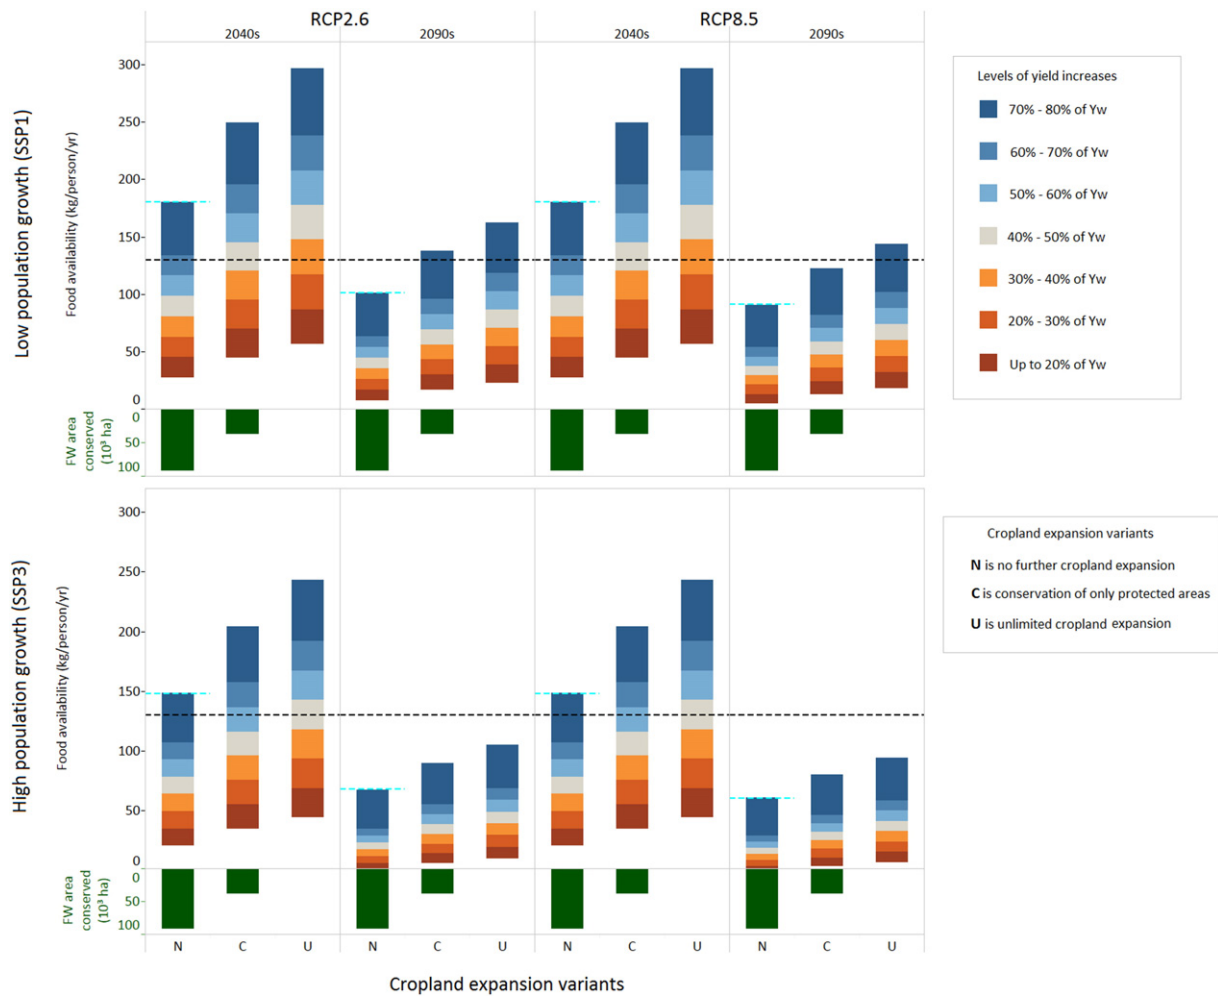 RCP2.6
RCP8.5
2040s
2090s
2040s
2090s
Low population growth (SSP1)
Food availability (kg/person/yr)
300
250
200
150
100
50
0
FW area
conserved
(10³ ha)
0
50
100
High population growth (SSP3)
Food availability (kg/person/yr)
300
250
200
150
100
50
0
FW area
conserved
(10³ ha)
0
50
100
N
C
U
N
C
U
N
C
U
N
C
U
Cropland expansion variants
Levels of yield increases
70% - 80% of Yw
60% - 70% of Yw
50% - 60% of Yw
40% - 50% of Yw
30% - 40% of Yw
20% - 30% of Yw
Up to 20% of Yw
Cropland expansion variants
N is no further cropland expansion
C is conservation of only protected areas
U is unlimited cropland expansion